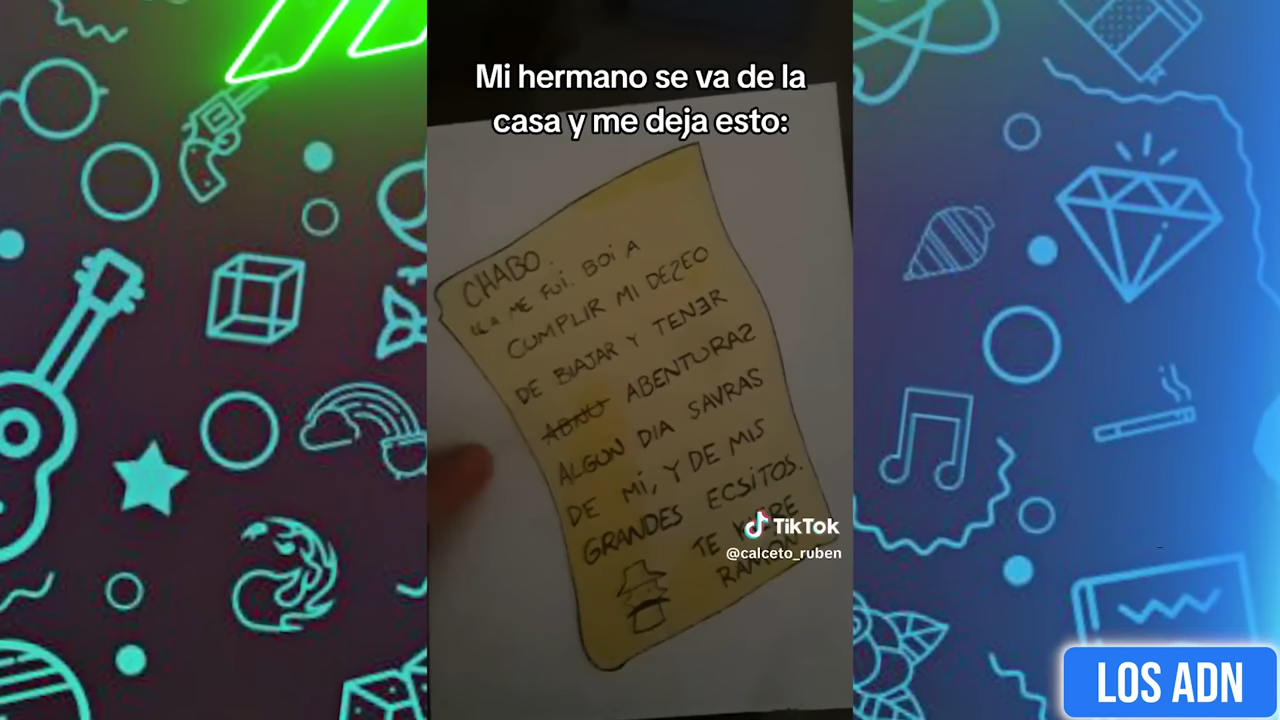 Mi hermano se va de la
casa y me deja esto:
CHABO.
LLA ME FUI. BOI A
CUMPLIR MI DEZEO
DE BIAJAR Y TENER
ABENTURAZ
ALGUN DIA SAVRAS
DE MI, Y DE MIS
GRANDES ECSITOS.
TE
RAMON
TikTok
@calceto_ruben
LOS ADN